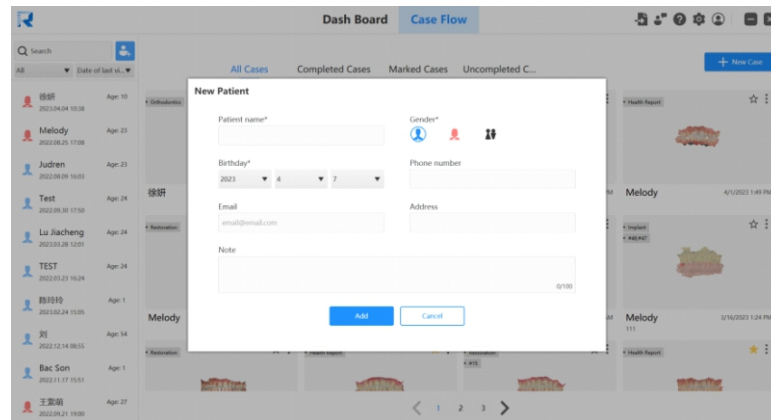 Dash Board
Case Flow
Search
All
Date of last vi...
All Cases
Completed Cases
Marked Cases
Uncompleted C...
+ New Case
徐妍
Age: 10
2023.04.04 10:38
Melody
Age: 23
2022.08.25 17:08
Judren
Age: 23
2022.08.09 16:03
Test
Age: 24
2022.09.30 17:50
Lu Jiacheng
Age: 24
2023.03.28 12:01
TEST
Age: 24
2022.03.23 16:24
陈玲玲
Age: 1
2023.02.24 15:05
刘
Age: 54
2022.12.14 08:55
Bac Son
Age: 1
2022.11.17 15:51
王絮萌
Age: 27
2022.09.21 19:00
New Patient
Patient name*
Gender*
Birthday*
2023
4
7
Phone number
Email
email@email.com
Address
Note
0/100
Add
Cancel
• Orthodontics
• Health Report
徐妍
PM
Melody
4/1/2023 1:49 PM
• Restoration
• Implant
Melody
AM
Melody
3/16/2023 1:24 PM
111
• Restoration
• Health Report
• Restoration
• #15
• Health Report
1
2
3